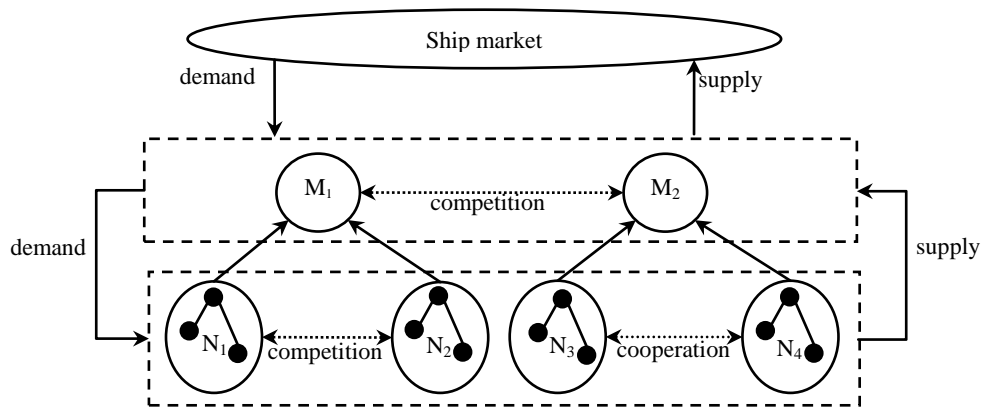 Ship market
demand
supply
M₁
M₂
competition
demand
supply
N₁
N₂
N₃
N₄
competition
cooperation